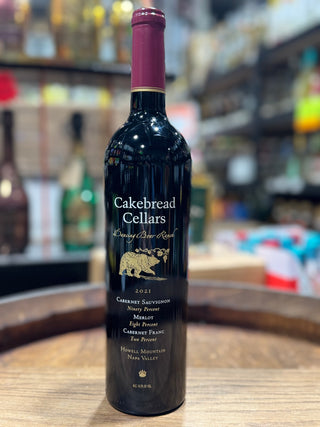 Cakebread
Cellars
Dancing Bear Ranch
2021
CABERNET SAUVIGNON
Ninety Percent
MERLOT
Eight Percent
CABERNET FRANC
Two Percent
HOWELL MOUNTAIN
NAPA VALLEY